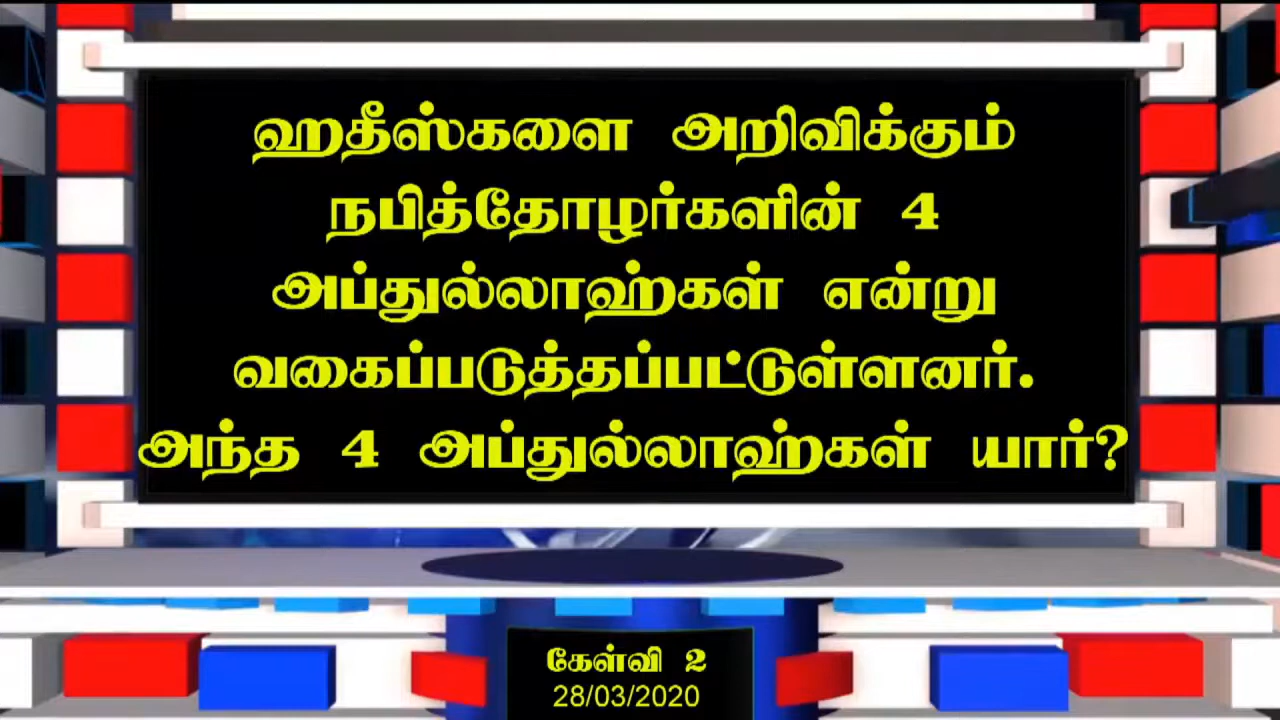 ஹதீஸ்களை அறிவிக்கும்
நபித்தோழர்களின் 4
அப்துல்லாஹ்கள் என்று
வகைப்படுத்தப்பட்டுள்ளனர்.
அந்த 4 அப்துல்லாஹ்கள் யார்?
கேள்வி 2
28/03/2020